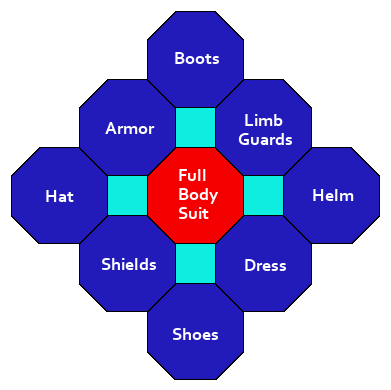 Boots
Armor
Limb
Guards
Hat
Full
Body
Suit
Helm
Shields
Dress
Shoes